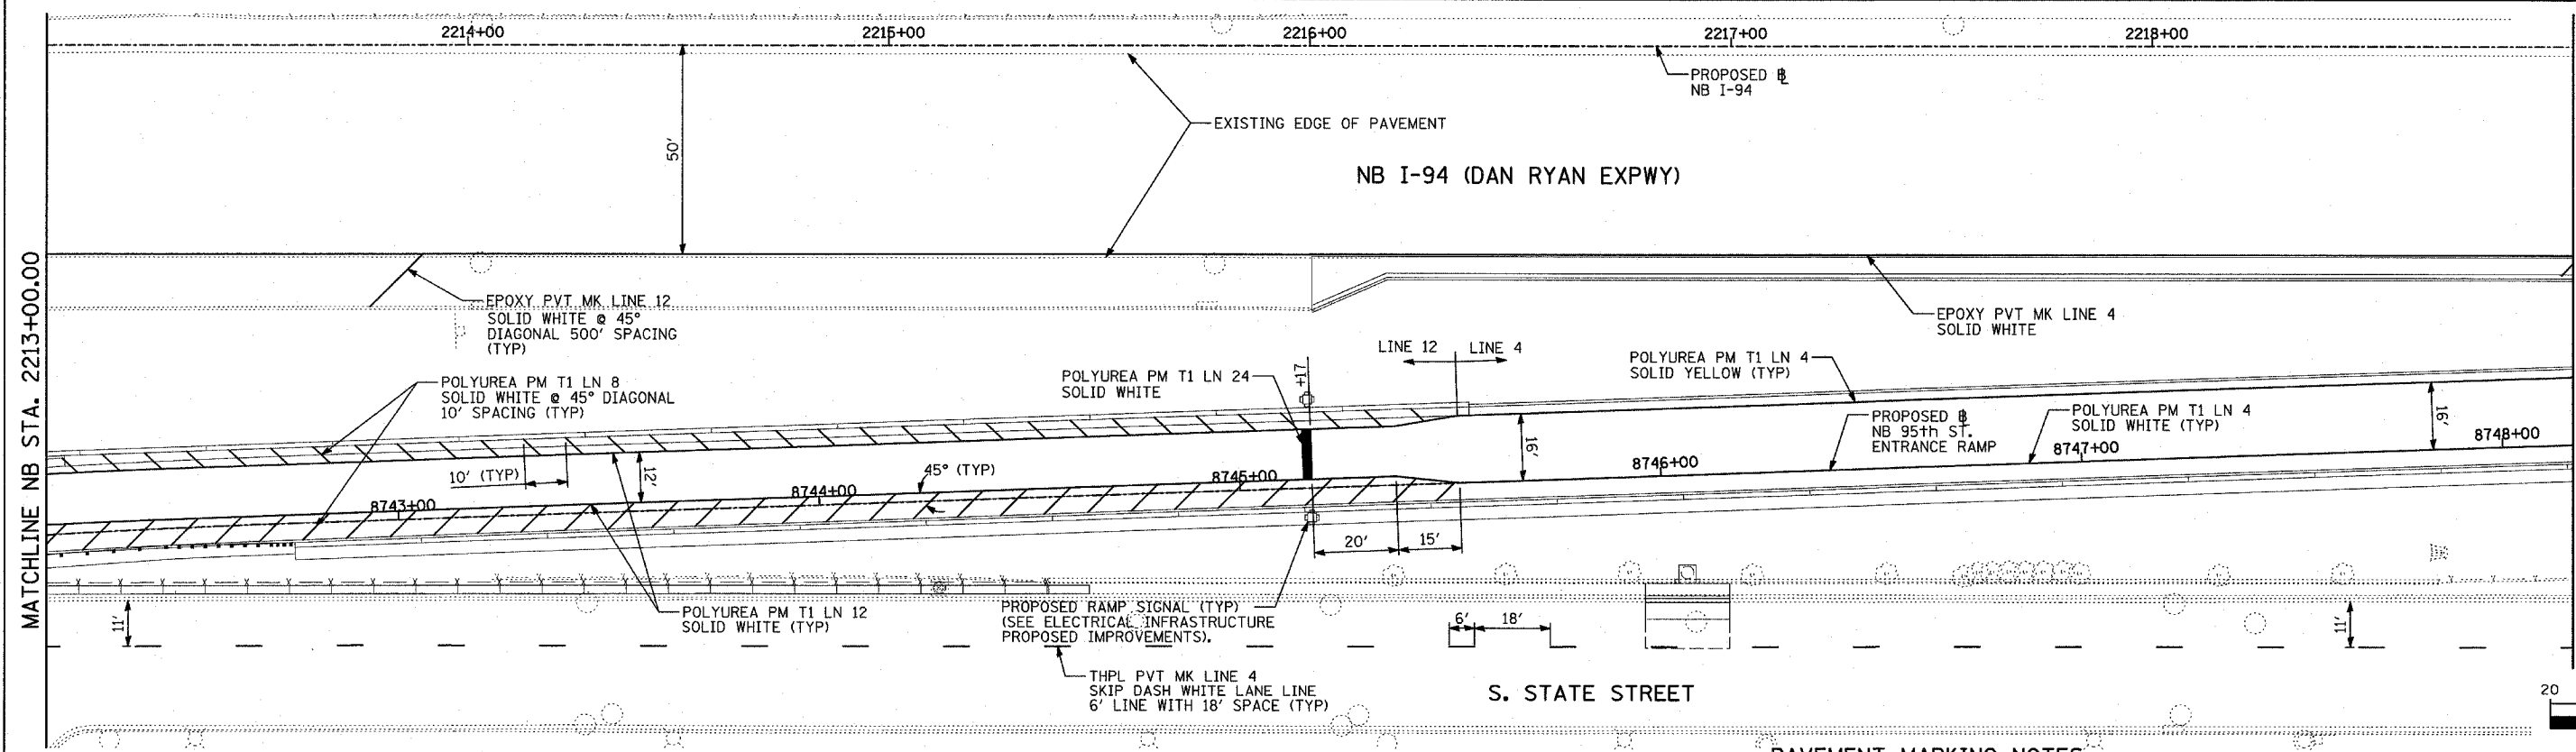 2214+00
2215+00
2216+00
2217+00
2218+00
PROPOSED ℄
NB I-94
EXISTING EDGE OF PAVEMENT
50'
NB I-94 (DAN RYAN EXPWY)
MATCHLINE NB STA. 2213+00.00
EPOXY PVT MK LINE 12
SOLID WHITE @ 45°
DIAGONAL 500' SPACING
(TYP)
EPOXY PVT MK LINE 4
SOLID WHITE
LINE 12
LINE 4
POLYUREA PM T1 LN 8
SOLID WHITE @ 45° DIAGONAL
10' SPACING (TYP)
POLYUREA PM T1 LN 24
SOLID WHITE
+17
POLYUREA PM T1 LN 4
SOLID YELLOW (TYP)
PROPOSED ℄
NB 95th ST.
ENTRANCE RAMP
POLYUREA PM T1 LN 4
SOLID WHITE (TYP)
16'
16'
10' (TYP)
12'
45° (TYP)
8743+00
8744+00
8745+00
8746+00
8747+00
8748+00
20'
15'
POLYUREA PM T1 LN 12
SOLID WHITE (TYP)
PROPOSED RAMP SIGNAL (TYP)
(SEE ELECTRICAL INFRASTRUCTURE
PROPOSED IMPROVEMENTS).
11'
6'
18'
11'
THPL PVT MK LINE 4
SKIP DASH WHITE LANE LINE
6' LINE WITH 18' SPACE (TYP)
S. STATE STREET
20
PAVEMENT MARKING NOTES